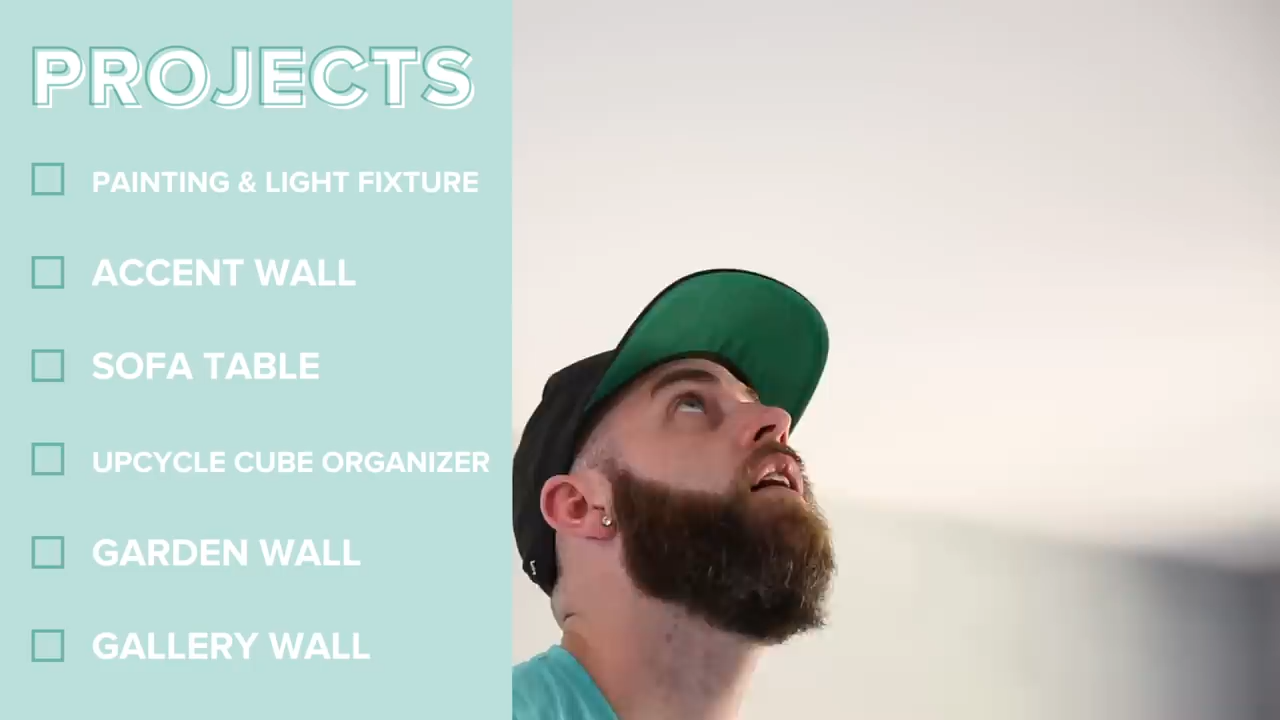 PROJECTS
PAINTING & LIGHT FIXTURE
ACCENT WALL
SOFA TABLE
UPCYCLE CUBE ORGANIZER
GARDEN WALL
GALLERY WALL